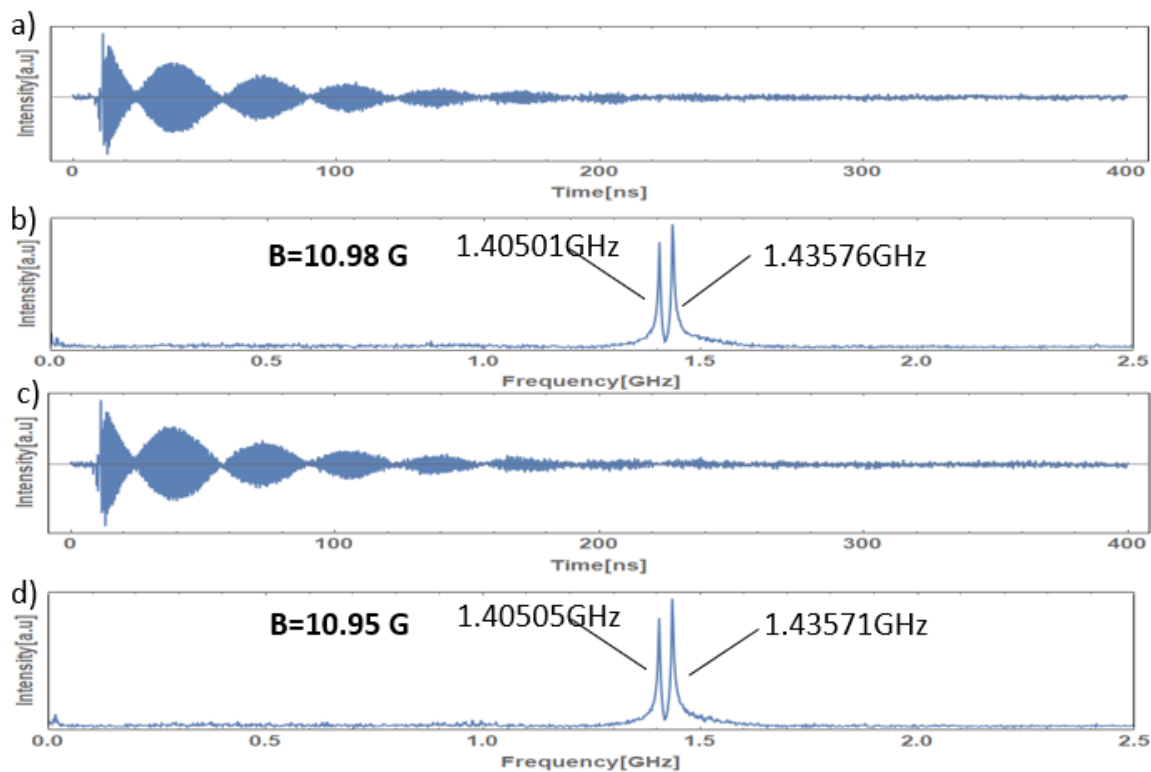 a)
Intensity[a.u]
0 100 200 300 400
Time[ns]
b)
Intensity[a.u]
B=10.98 G
1.40501GHz
1.43576GHz
0.0 0.5 1.0 1.5 2.0 2.5
Frequency[GHz]
c)
Intensity[a.u]
0 100 200 300 400
Time[ns]
d)
Intensity[a.u]
B=10.95 G
1.40505GHz
1.43571GHz
0.0 0.5 1.0 1.5 2.0 2.5
Frequency[GHz]